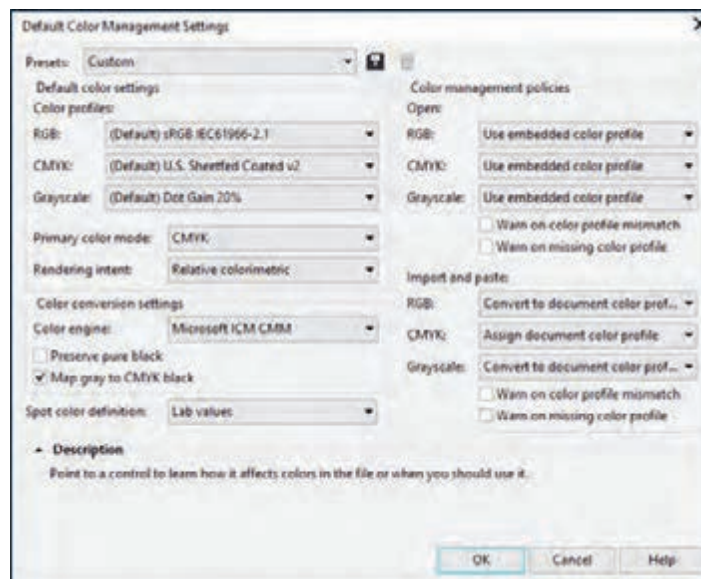 Default Color Management Settings
Presets: Custom
Default color settings
Color profiles:
RGB: (Default) sRGB IEC61966-2.1
CMYK: (Default) U.S. Sheetfed Coated v2
Grayscale: (Default) Dot Gain 20%
Primary color mode: CMYK
Rendering intent: Relative colorimetric
Color conversion settings
Color engine: Microsoft ICM CMM
Preserve pure black
Map gray to CMYK black
Spot color definition: Lab values
Color management policies
Open:
RGB: Use embedded color profile
CMYK: Use embedded color profile
Grayscale: Use embedded color profile
Warn on color profile mismatch
Warn on missing color profile
Import and paste:
RGB: Convert to document color prof...
CMYK: Assign document color profile
Grayscale: Convert to document color prof...
Warn on color profile mismatch
Warn on missing color profile
Description
Point to a control to learn how it affects colors in the file or when you should use it.
OK Cancel Help